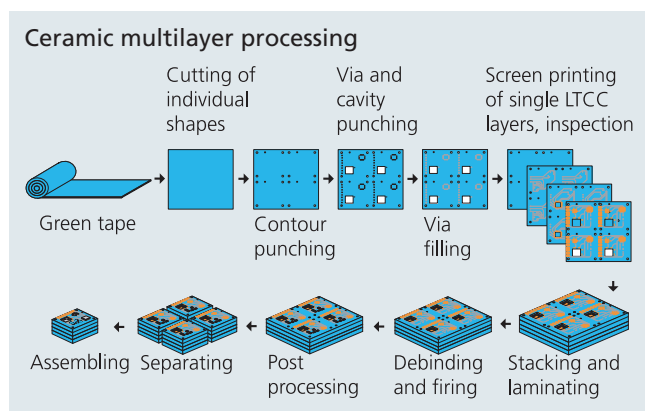 Ceramic multilayer processing
Cutting of
individual
shapes
Via and
cavity
punching
Screen printing
of single LTCC
layers, inspection
Green tape
Contour
punching
Via
filling
Assembling
Separating
Post
processing
Debinding
and firing
Stacking and
laminating